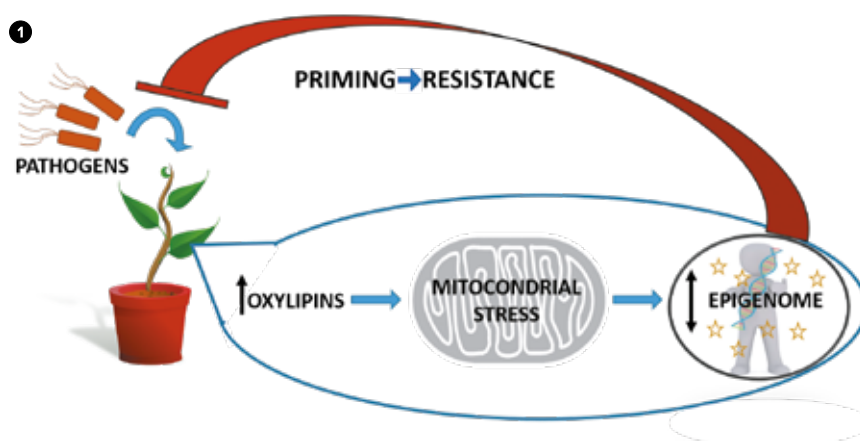 1
PRIMING RESISTANCE
PATHOGENS
OXYLIPINS
MITOCONDRIAL
STRESS
EPIGENOME